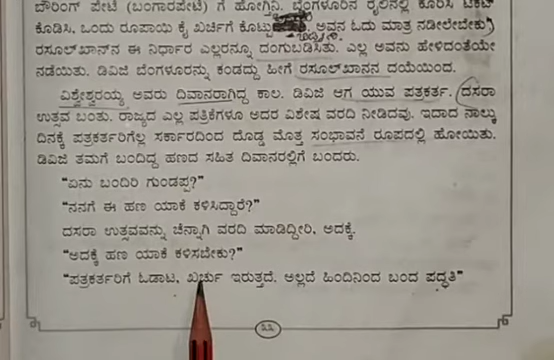 ಬೌರಿಂಗ್ ಪೇಟೆ (ಬಂಗಾರಪೇಟೆ) ಗೆ ಹೋಗ್ತಿನಿ. ಬೆಂಗಳೂರಿನ ರೈಲಿನಲ್ಲಿ ಕೂರಿಸಿ ಟಿಕೆಟ್
ಕೊಡಿಸಿ, ಒಂದು ರೂಪಾಯಿ ಕೈ ಖರ್ಚಿಗೆ ಕೊಟ್ಟು ಅವನ ಓದು ಮಾತ್ರ ನಡೀಲೇಬೇಕು)
ರಸೂಲ್‌ಖಾನ್‌ನ ಈ ನಿರ್ಧಾರ ಎಲ್ಲರನ್ನೂ ದಂಗುಬಡಿಸಿತು. ಎಲ್ಲ ಅವನು ಹೇಳಿದಂತೆಯೇ
ನಡೆಯಿತು. ಡಿವಿಜಿ ಬೆಂಗಳೂರನ್ನು ಕಂಡದ್ದು ಹೀಗೆ ರಸೂಲ್‌ಖಾನನ ದಯೆಯಿಂದ.
ವಿಶ್ವೇಶ್ವರಯ್ಯ ಅವರು ದಿವಾನರಾಗಿದ್ದ ಕಾಲ. ಡಿವಿಜಿ ಆಗ ಯುವ ಪತ್ರಕರ್ತ. ದಸರಾ
ಉತ್ಸವ ಬಂತು. ರಾಜ್ಯದ ಎಲ್ಲ ಪತ್ರಿಕೆಗಳೂ ಅದರ ವಿಶೇಷ ವರದಿ ನೀಡಿದವು. ಇದಾದ ನಾಲ್ಕು
ದಿನಕ್ಕೆ ಪತ್ರಕರ್ತರಿಗೆಲ್ಲ ಸರ್ಕಾರದಿಂದ ದೊಡ್ಡ ಮೊತ್ತ ಸಂಭಾವನೆ ರೂಪದಲ್ಲಿ ಹೋಯಿತು.
ಡಿವಿಜಿ ತಮಗೆ ಬಂದಿದ್ದ ಹಣದ ಸಹಿತ ದಿವಾನರಲ್ಲಿಗೆ ಬಂದರು.
“ಏನು ಬಂದಿರಿ ಗುಂಡಪ್ಪ?”
“ನನಗೆ ಈ ಹಣ ಯಾಕೆ ಕಳಿಸಿದ್ದಾರೆ?”
ದಸರಾ ಉತ್ಸವವನ್ನು ಚೆನ್ನಾಗಿ ವರದಿ ಮಾಡಿದ್ದೀರಿ, ಅದಕ್ಕೆ.
“ಅದಕ್ಕೆ ಹಣ ಯಾಕೆ ಕಳಿಸಬೇಕು?”
“ಪತ್ರಕರ್ತರಿಗೆ ಓಡಾಟ, ಖರ್ಚು ಇರುತ್ತದೆ. ಅಲ್ಲದೆ ಹಿಂದಿನಿಂದ ಬಂದ ಪದ್ಧತಿ”
೩೩